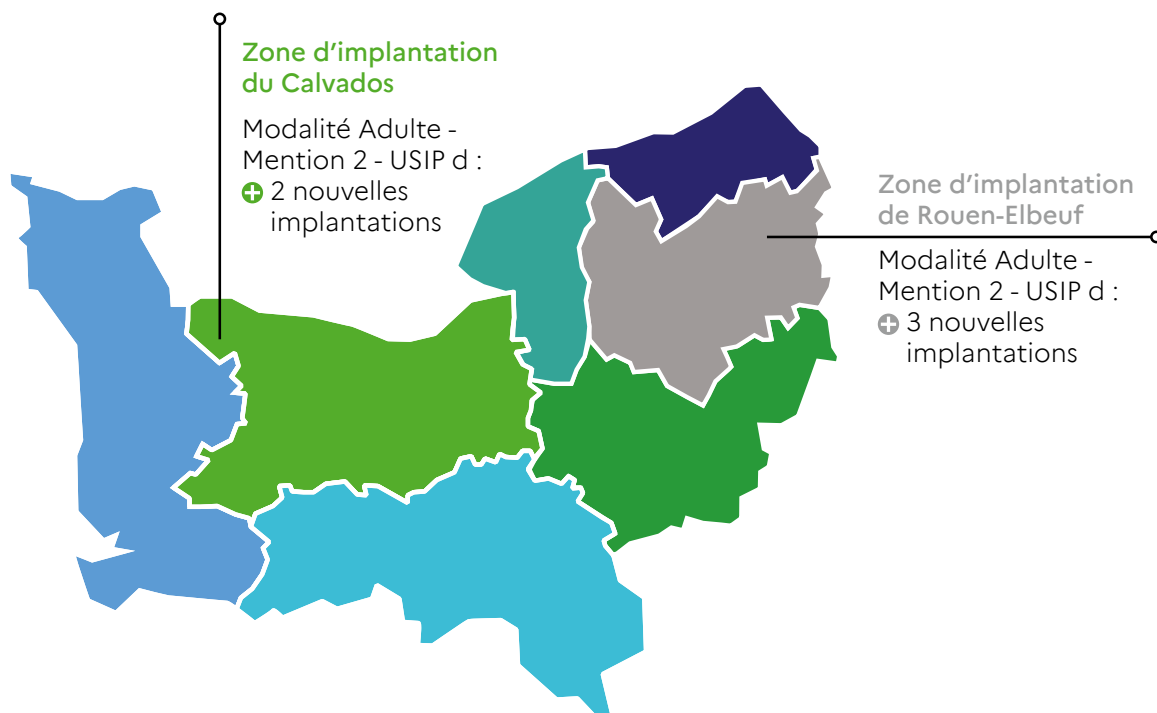 Zone d’implantation
du Calvados
Modalité Adulte -
Mention 2 - USIP d :
+ 2 nouvelles
implantations
Zone d’implantation
de Rouen-Elbeuf
Modalité Adulte -
Mention 2 - USIP d :
+ 3 nouvelles
implantations